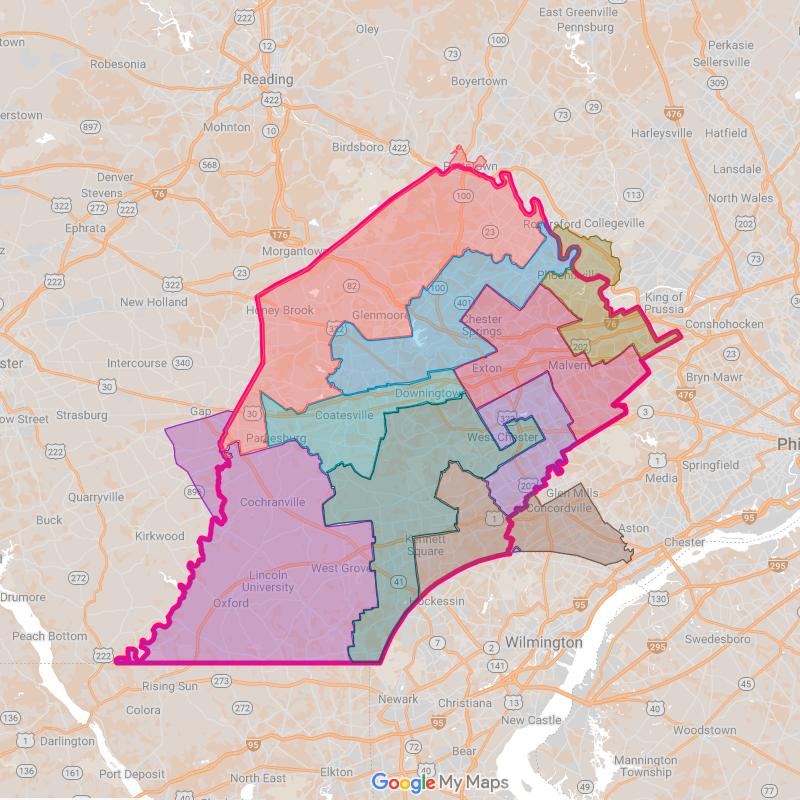 East Greenville
Pennsburg
222
Oley
100
Perkasie
Sellersville
12
73
Robesonia
Reading
Boyertown
309
422
476
29
Harleysville
Hatfield
897
Mohnton
10
73
Birdsboro
422
568
Lansdale
Denver
Stevens
76
100
113
North Wales
322
272
222
Ephrata
176
23
Royersford
Collegeville
202
Morgantown
73
23
322
82
100
Phoenixville
New Holland
401
King of
Prussia
Honey Brook
Glenmoore
Chester
Springs
322
76
Conshohocken
202
23
Intercourse
340
Exton
Malvern
Bryn Mawr
30
Downingtown
476
Strasburg
Gap
30
Coatesville
322
3
222
Parkesburg
West Chester
1
Springfield
Media
896
202
Glen Mills
Quarryville
Cochranville
Concordville
Buck
1
Aston
95
Kirkwood
Kennett
Square
Chester
272
West Grove
295
Lincoln
University
41
Drumore
Oxford
Hockessin
95
130
Peach Bottom
7
Wilmington
Swedesboro
222
2
295
141
Rising Sun
273
45
Colora
272
Newark
Christiana
13
40
136
1
Darlington
95
New Castle
Woodstown
72
Bear
136
161
Port Deposit
North East
Elkton
40
Mannington
Township
49
77
Google My Maps